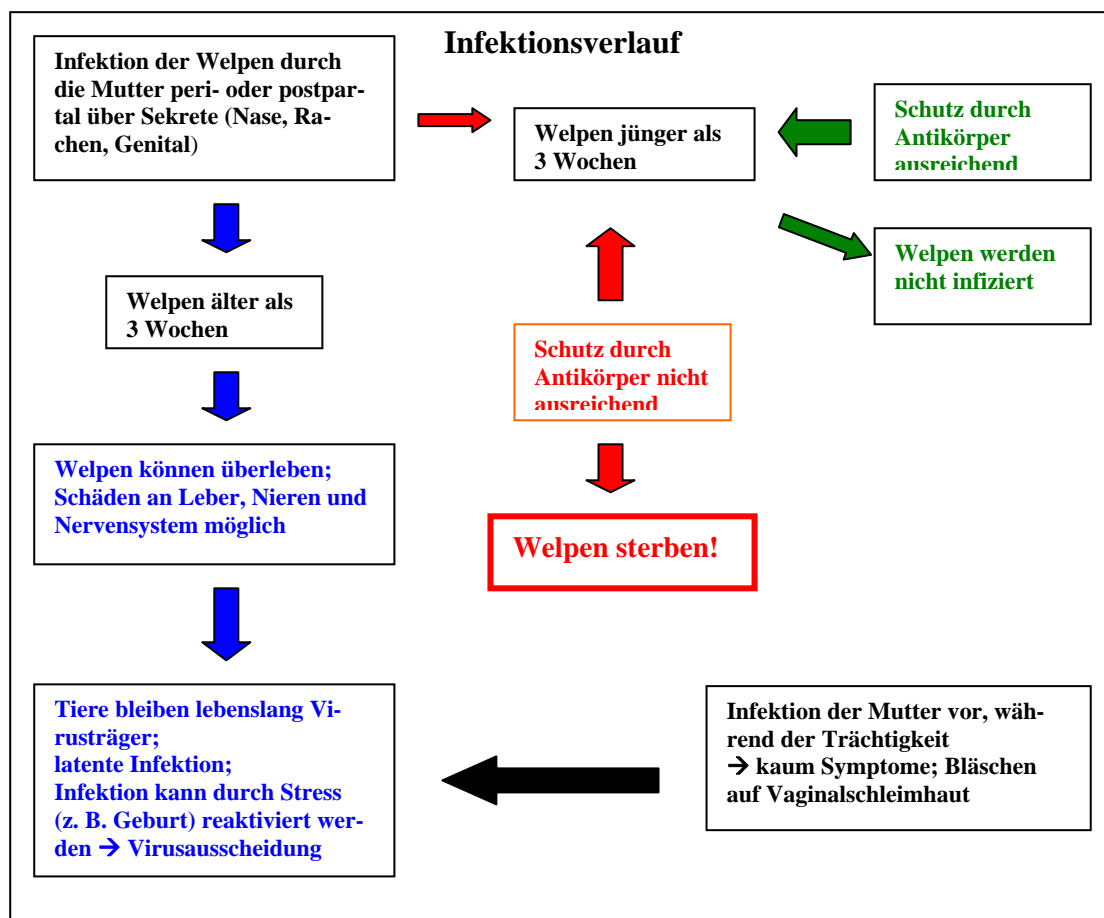 Infektionsverlauf
Infektion der Welpen durch
die Mutter peri- oder postpar-
tal über Sekrete (Nase, Ra-
chen, Genital)
Welpen jünger als
3 Wochen
Schutz durch
Antikörper
ausreichend
Welpen werden
nicht infiziert
Welpen älter als
3 Wochen
Schutz durch
Antikörper nicht
ausreichend
Welpen können überleben;
Schäden an Leber, Nieren und
Nervensystem möglich
Welpen sterben!
Tiere bleiben lebenslang Vi-
rusträger;
latente Infektion;
Infektion kann durch Stress
(z. B. Geburt) reaktiviert wer-
den → Virusausscheidung
Infektion der Mutter vor, wäh-
rend der Trächtigkeit
→ kaum Symptome; Bläschen
auf Vaginalschleimhaut